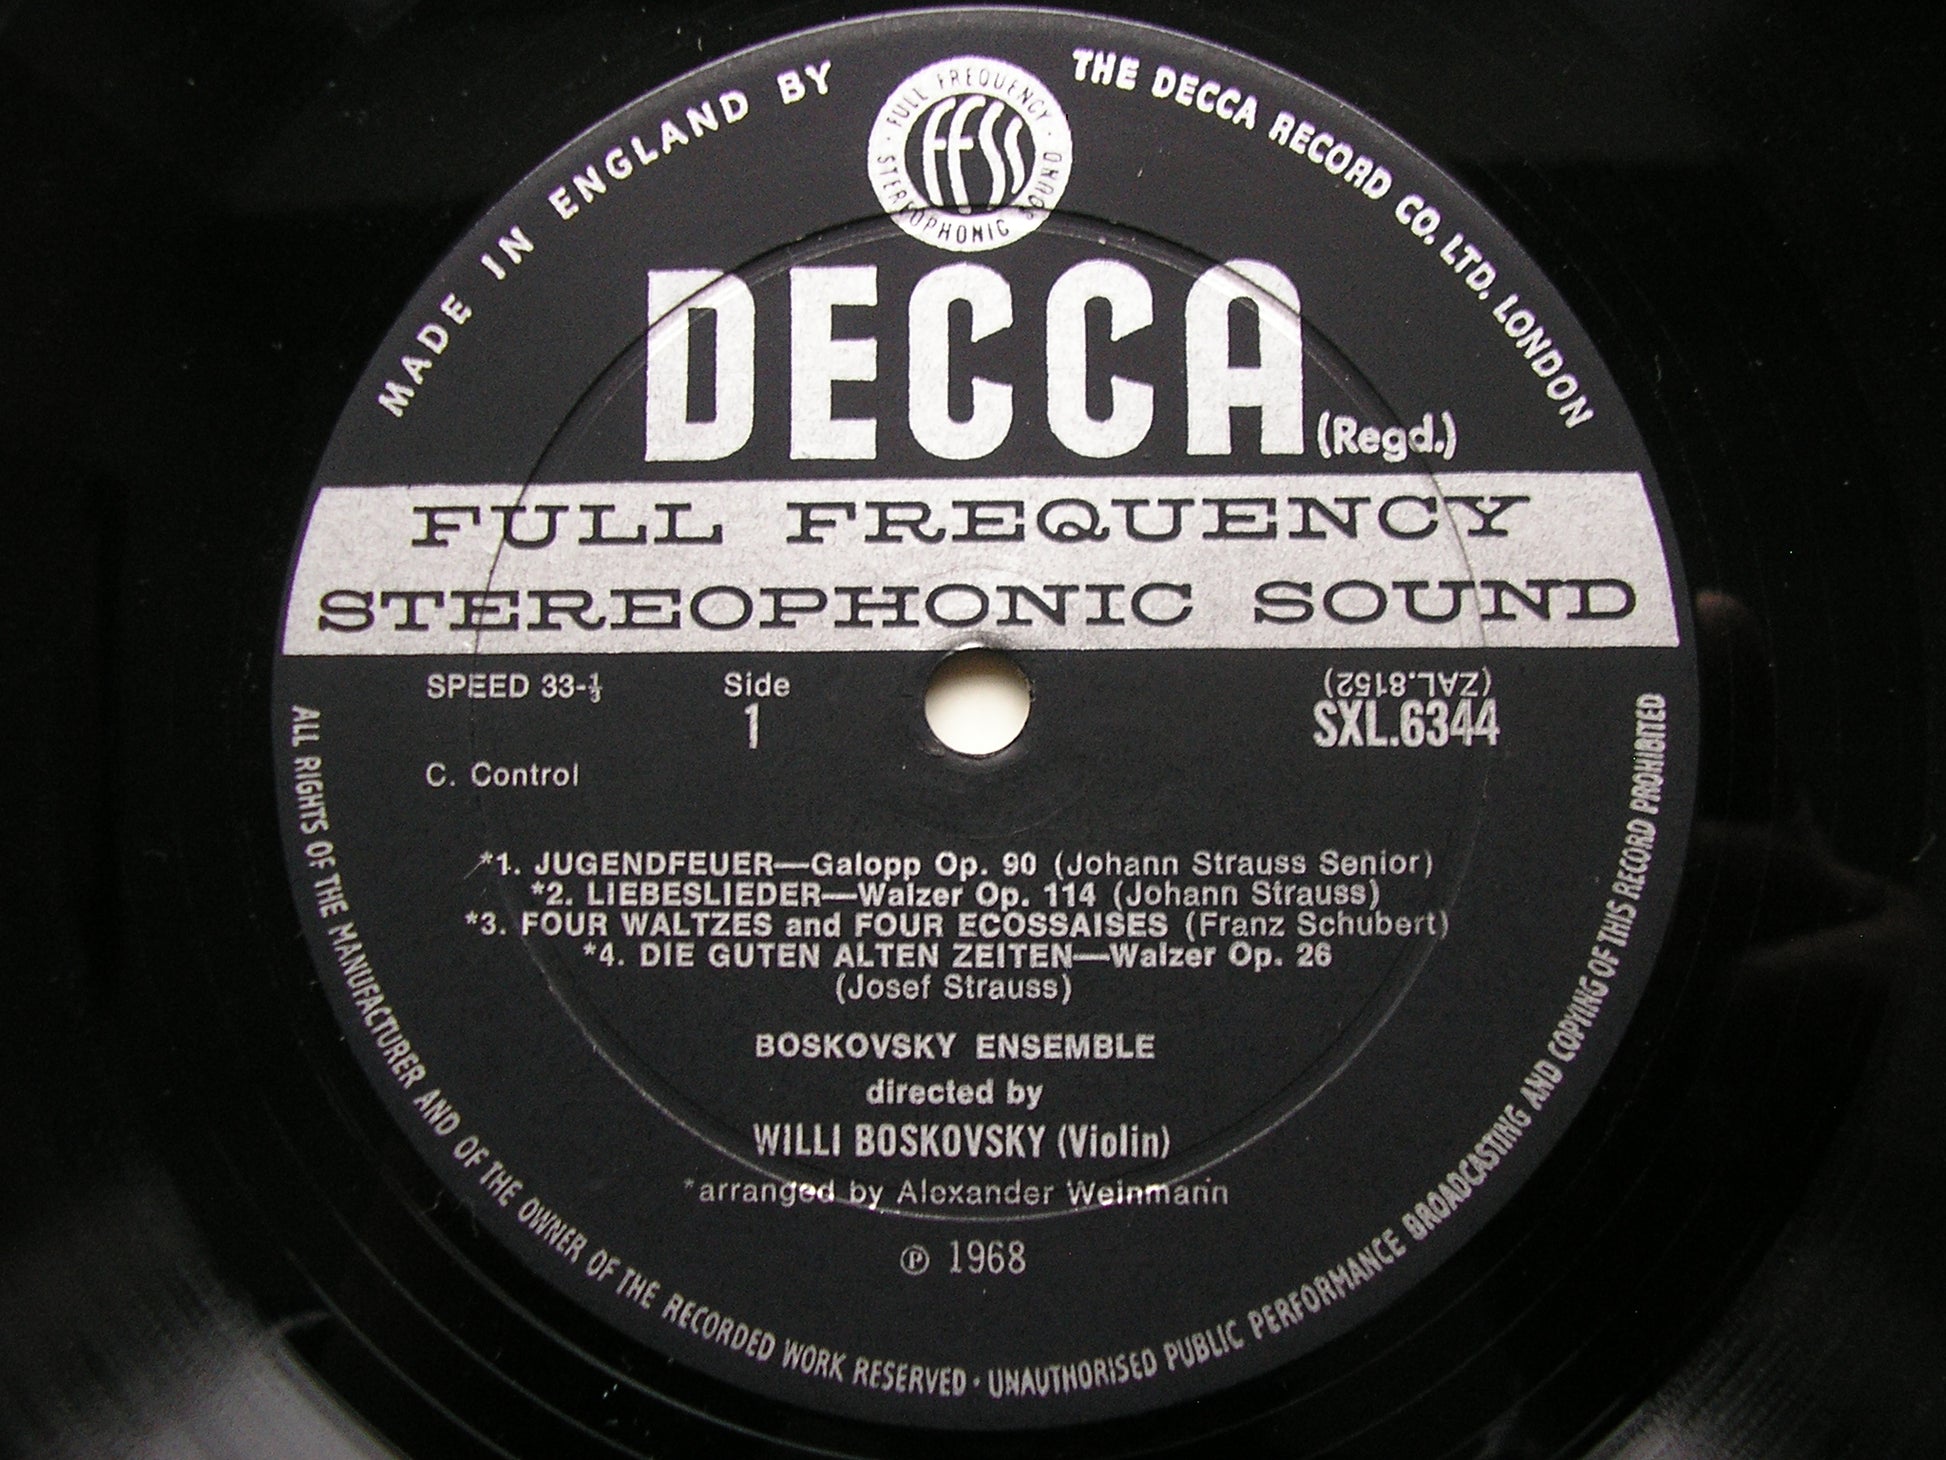 MADE IN ENGLAND BY
THE DECCA RECORD CO. LTD. LONDON
· FULL FREQUENCY · STEREOPHONIC SOUND
FFSS
DECCA (Regd.)
FULL FREQUENCY
STEREOPHONIC SOUND
SPEED 33-⅓ Side (ZAL.8152)
1 SXL.6344
C. Control
*1. JUGENDFEUER—Galopp Op. 90 (Johann Strauss Senior)
*2. LIEBESLIEDER—Walzer Op. 114 (Johann Strauss)
*3. FOUR WALTZES and FOUR ECOSSAISES (Franz Schubert)
*4. DIE GUTEN ALTEN ZEITEN—Walzer Op. 26
(Josef Strauss)
BOSKOVSKY ENSEMBLE
directed by
WILLI BOSKOVSKY (Violin)
*arranged by Alexander Weinmann
℗ 1968
ALL RIGHTS OF THE MANUFACTURER AND OF THE OWNER OF THE RECORDED WORK RESERVED · UNAUTHORISED PUBLIC PERFORMANCE BROADCASTING AND COPYING OF THIS RECORD PROHIBITED